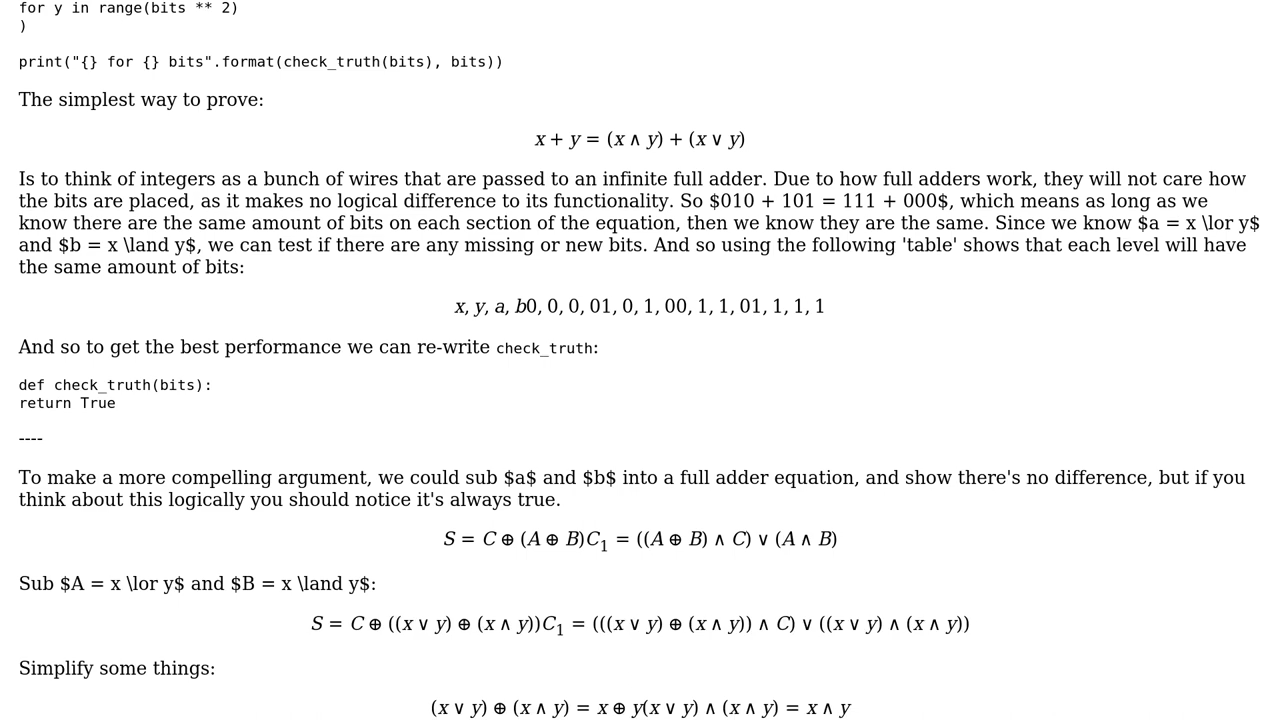 for y in range(bits ** 2)
)
print("{} for {} bits".format(check_truth(bits), bits))
The simplest way to prove:
x + y = (x ∧ y) + (x ∨ y)
Is to think of integers as a bunch of wires that are passed to an infinite full adder. Due to how full adders work, they will not care how
the bits are placed, as it makes no logical difference to its functionality. So $010 + 101 = 111 + 000$, which means as long as we
know there are the same amount of bits on each section of the equation, then we know they are the same. Since we know $a = x \lor y$
and $b = x \land y$, we can test if there are any missing or new bits. And so using the following 'table' shows that each level will have
the same amount of bits:
x, y, a, b0, 0, 0, 01, 0, 1, 00, 1, 1, 01, 1, 1, 1
And so to get the best performance we can re-write check_truth:
def check_truth(bits):
return True
----
To make a more compelling argument, we could sub $a$ and $b$ into a full adder equation, and show there's no difference, but if you
think about this logically you should notice it's always true.
S = C ⊕ (A ⊕ B)C₁ = ((A ⊕ B) ∧ C) ∨ (A ∧ B)
Sub $A = x \lor y$ and $B = x \land y$:
S = C ⊕ ((x ∨ y) ⊕ (x ∧ y))C₁ = (((x ∨ y) ⊕ (x ∧ y)) ∧ C) ∨ ((x ∨ y) ∧ (x ∧ y))
Simplify some things:
(x ∨ y) ⊕ (x ∧ y) = x ⊕ y(x ∨ y) ∧ (x ∧ y) = x ∧ y